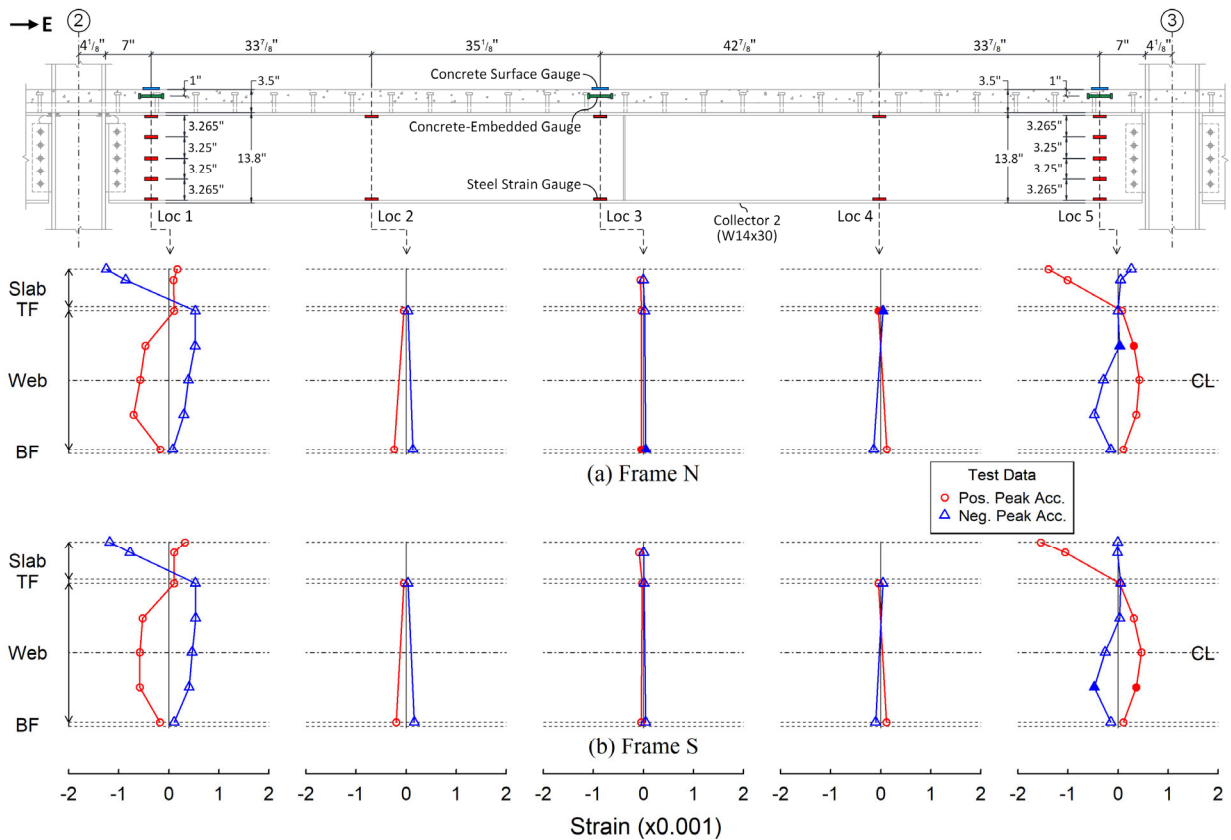 E 2 3
4 1/8" 7" 33 7/8" 35 1/8" 42 7/8" 33 7/8" 7" 4 1/8"
1" 3.5" Concrete Surface Gauge 3.5" 1"
Concrete-Embedded Gauge
3.265" 3.265"
3.25" 3.25"
13.8" 13.8"
3.25" 3.25"
3.265" Steel Strain Gauge 3.265"
Loc 1 Loc 2 Loc 3 Loc 4 Loc 5
Collector 2
(W14x30)
Slab
TF
Web CL
BF
(a) Frame N
Test Data
Pos. Peak Acc.
Neg. Peak Acc.
Slab
TF
Web CL
BF
(b) Frame S
-2 -1 0 1 2 -2 -1 0 1 2 -2 -1 0 1 2 -2 -1 0 1 2 -2 -1 0 1 2
Strain (x0.001)